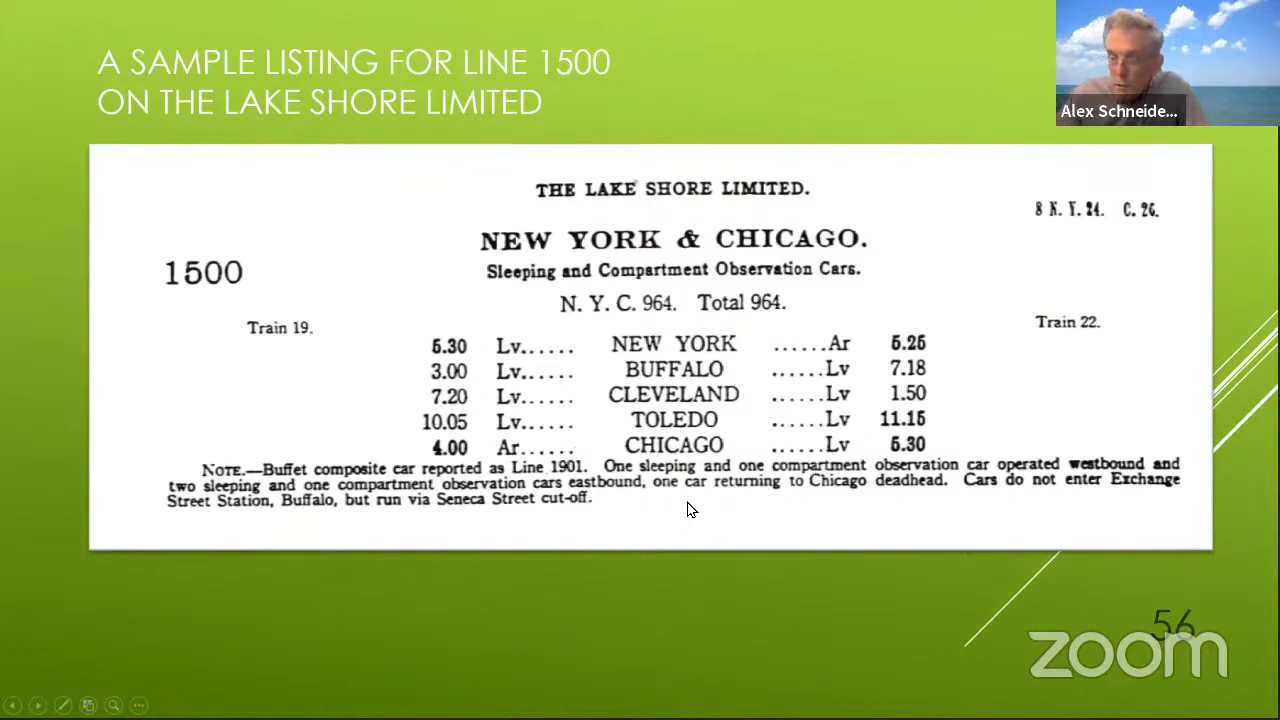 A SAMPLE LISTING FOR LINE 1500
ON THE LAKE SHORE LIMITED
Alex Schneide...
THE LAKE SHORE LIMITED.
8 N. Y. 24. C. 26.
NEW YORK & CHICAGO.
1500
Sleeping and Compartment Observation Cars.
N. Y. C. 964. Total 964.
Train 19.
Train 22.
5.30 Lv...... NEW YORK ......Ar 5.25
3.00 Lv...... BUFFALO ......Lv 7.18
7.20 Lv...... CLEVELAND ......Lv 1.50
10.05 Lv...... TOLEDO ......Lv 11.15
4.00 Ar...... CHICAGO ......Lv 5.30
NOTE.—Buffet composite car reported as Line 1901. One sleeping and one compartment observation car operated westbound and
two sleeping and one compartment observation cars eastbound, one car returning to Chicago deadhead. Cars do not enter Exchange
Street Station, Buffalo, but run via Seneca Street cut-off.
56
zoom